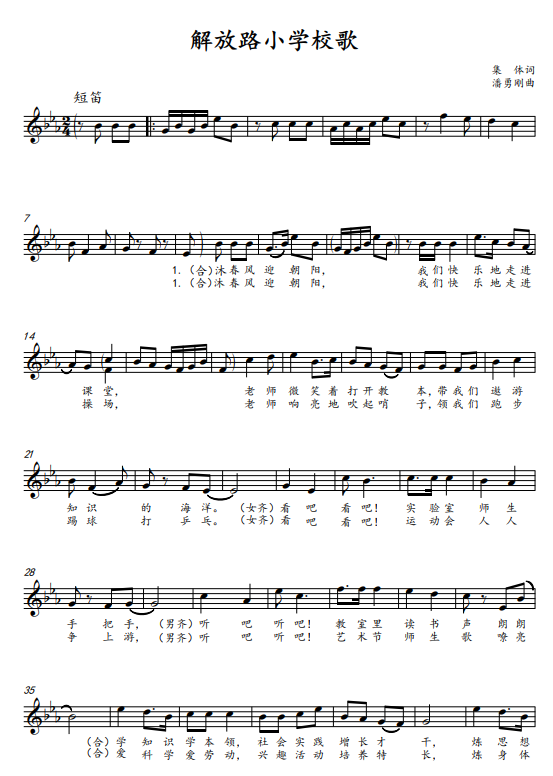 解放路小学校歌
集 体词
潘勇刚曲
短笛
7
1.(合)沐春风迎 朝阳, 我们快 乐地走进
1.(合)沐春风迎 朝阳, 我们快 乐地走进
14
课堂, 老师微笑着打开教 本,带我们 遨游
操场, 老师响亮地吹起哨 子,领我们 跑步
21
知识 的 海洋。(女齐)看 吧 看吧! 实验室 师生
踢球 打 乒乓。(女齐)看 吧 看吧! 运动会 人人
28
手 把手,(男齐)听 吧 听吧! 教室里 读书声 朗朗
争 上游,(男齐)听 吧 听吧! 艺术节 师生歌 嘹亮
35
(合)学 知识学本领,社会实践 增长才 干, 炼思想
(合)爱 科学爱劳动,兴趣活动 培养特 长, 炼身体